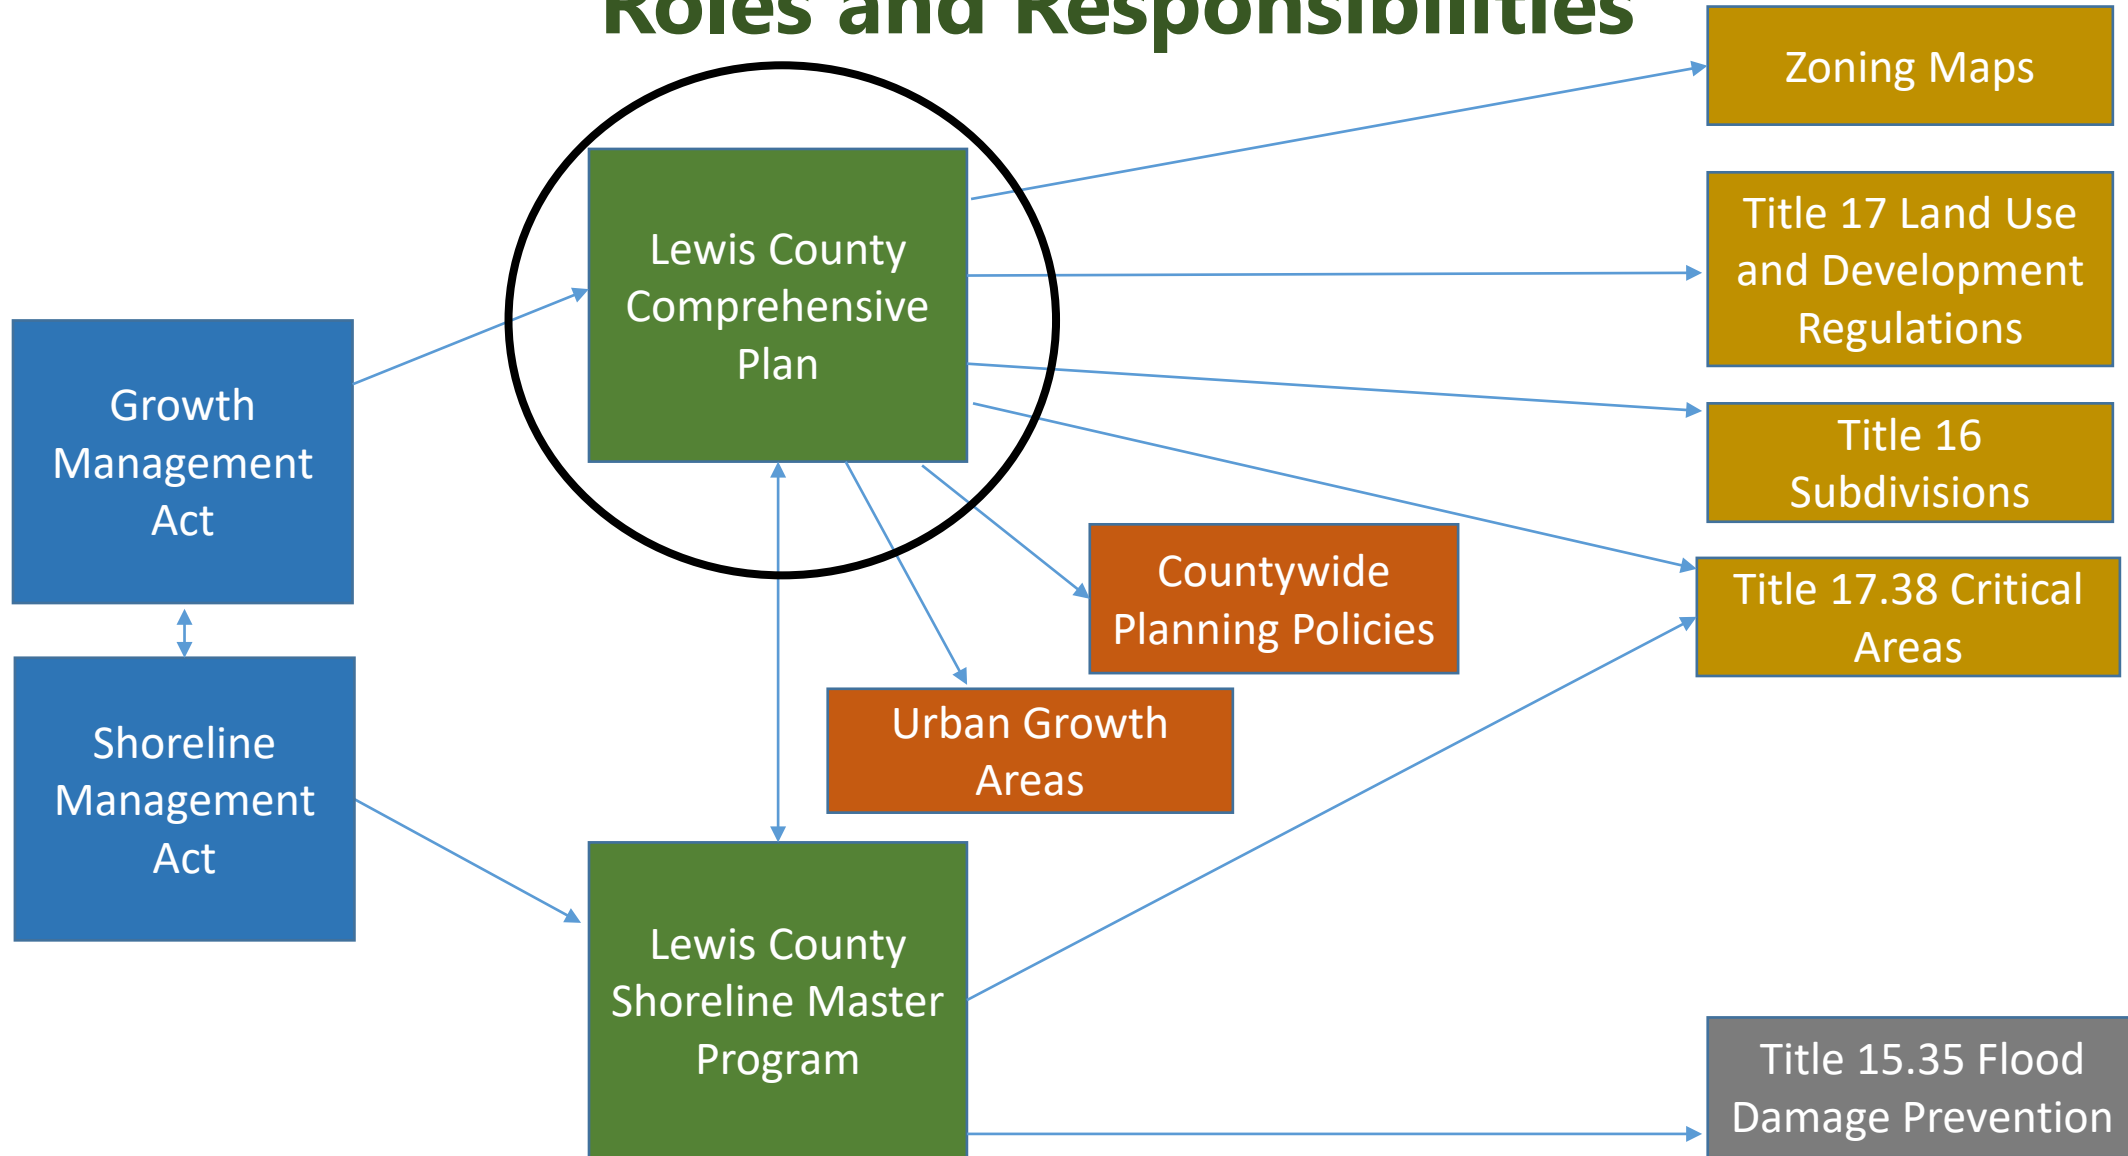 Roles and Responsibilities
Zoning Maps
Title 17 Land Use
and Development
Regulations
Lewis County
Comprehensive
Plan
Growth
Management
Act
Title 16
Subdivisions
Countywide
Planning Policies
Title 17.38 Critical
Areas
Urban Growth
Areas
Shoreline
Management
Act
Lewis County
Shoreline Master
Program
Title 15.35 Flood
Damage Prevention